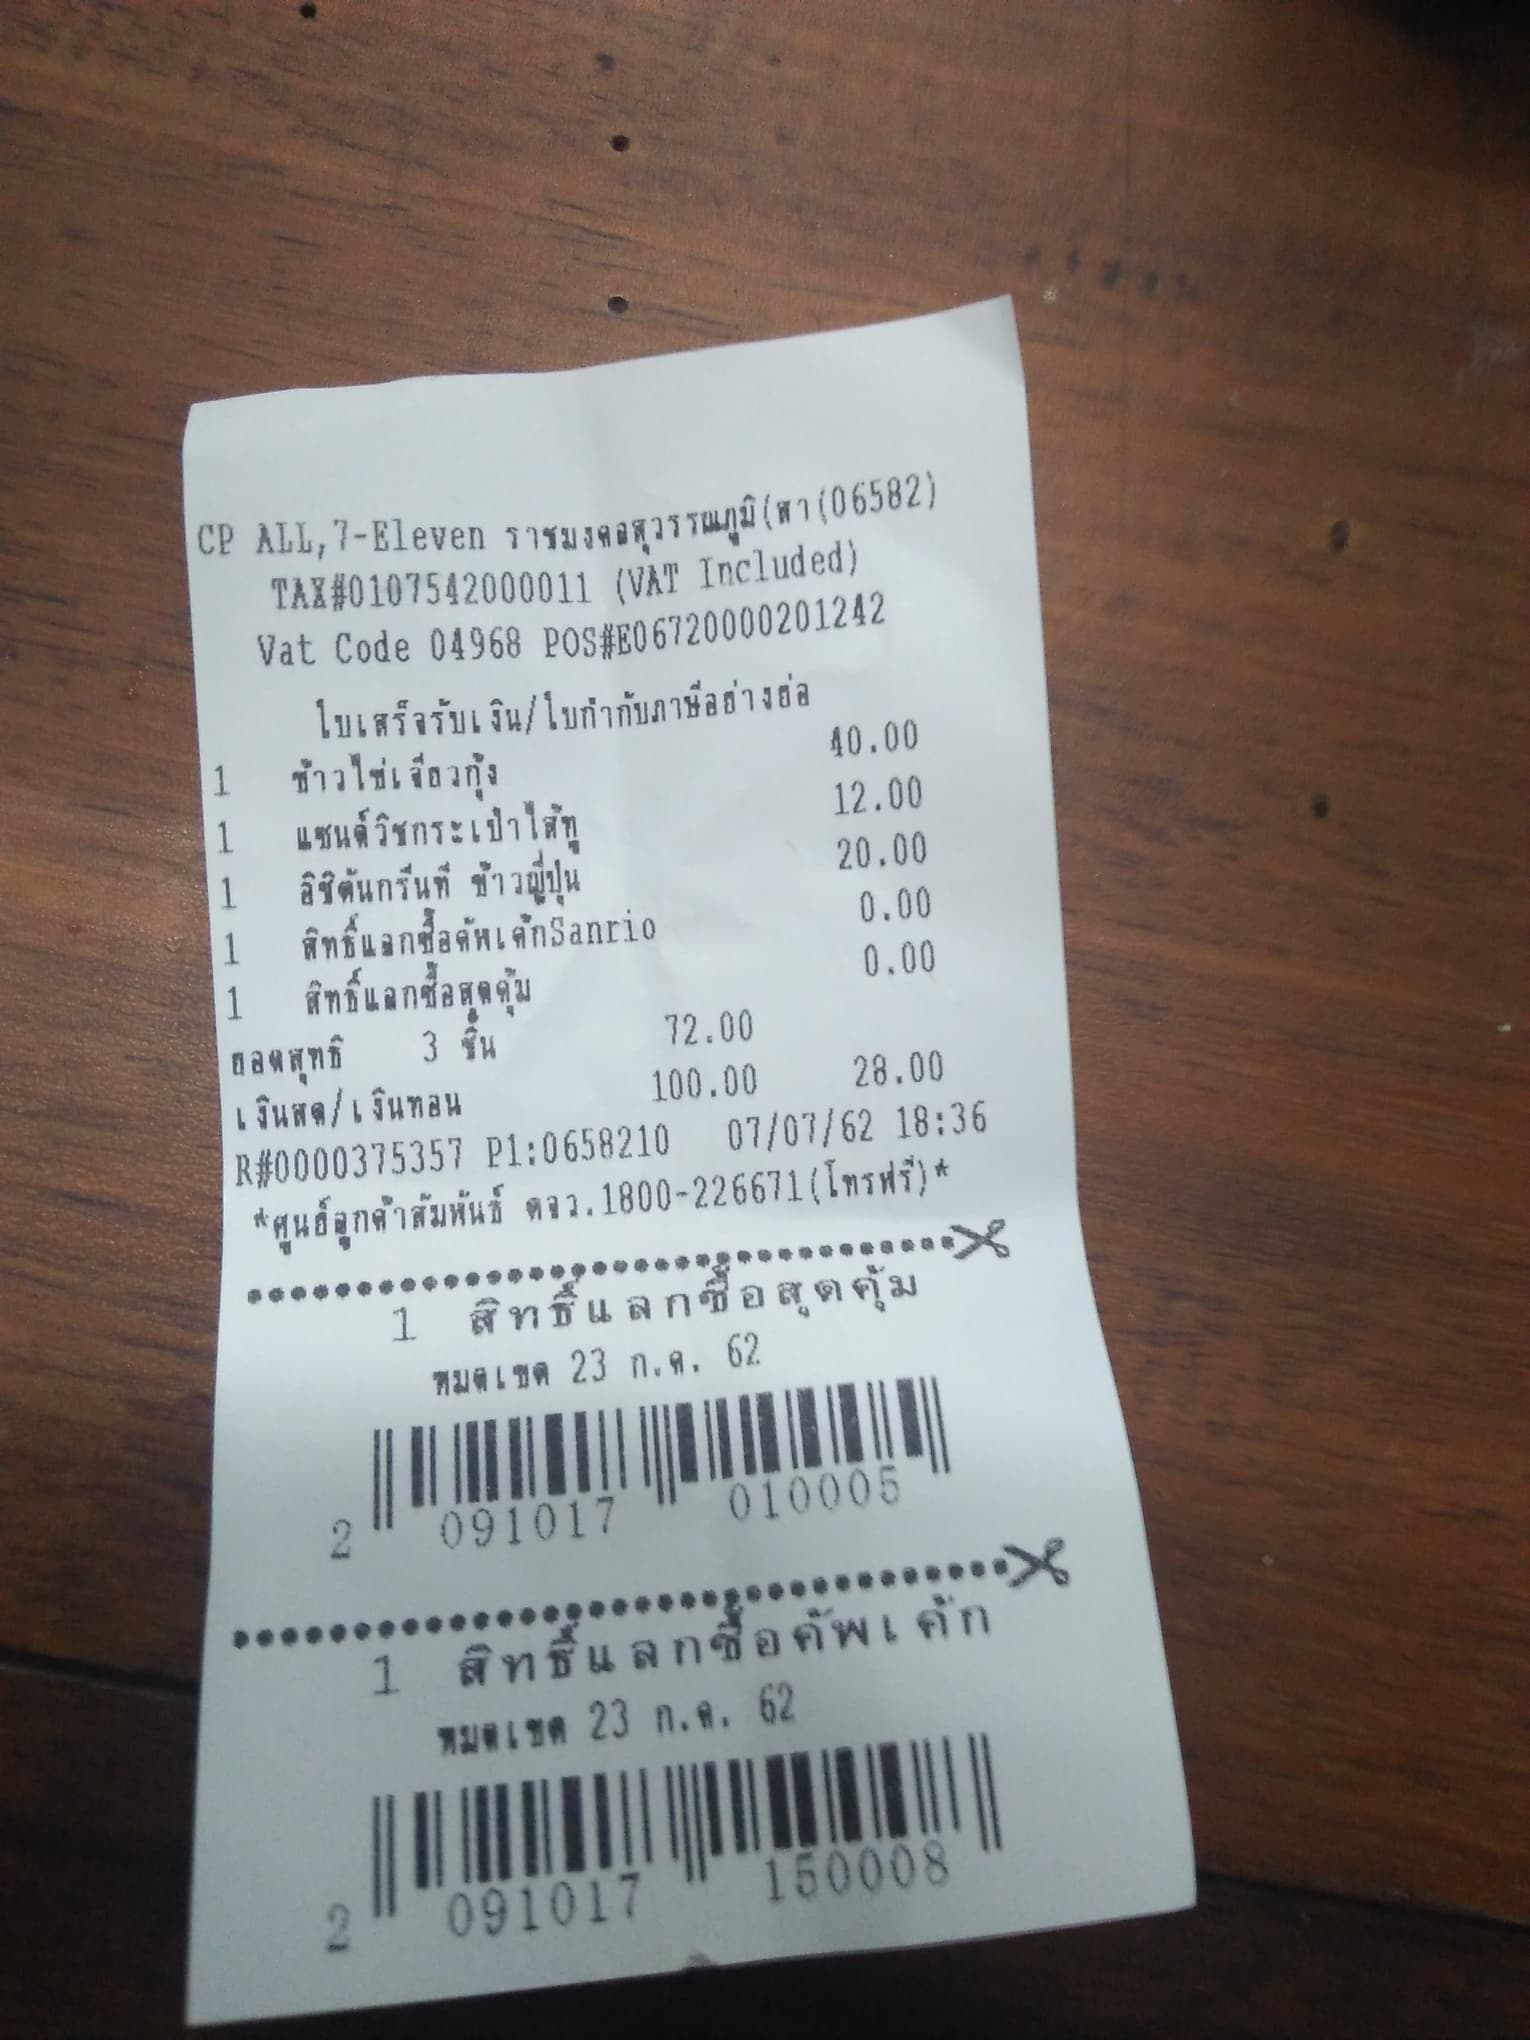 CP ALL,7-Eleven ราชมงคลสุวรรณภูมิ(สา(06582)
TAX#0107542000011 (VAT Included)
Vat Code 04968 POS#E06720000201242
ใบเสร็จรับเงิน/ใบกำกับภาษีอย่างย่อ
1 ข้าวไข่เจียวกุ้ง 40.00
1 แซนด์วิชกระเป๋าไส้ทู 12.00
1 อิชิตันกรีนที ข้าวญี่ปุ่น 20.00
1 สิทธิ์แลกซื้อคัพเค้กSanrio 0.00
1 สิทธิ์แลกซื้อสุดคุ้ม 0.00
ยอดสุทธิ 3 ชิ้น 72.00
เงินสด/เงินทอน 100.00 28.00
R#0000375357 P1:0658210 07/07/62 18:36
*ศูนย์ลูกค้าสัมพันธ์ ตจว.1800-226671(โทรฟรี)*
1 สิทธิ์แลกซื้อสุดคุ้ม
หมดเขต 23 ก.ค. 62
2 091017 010005
1 สิทธิ์แลกซื้อคัพเค้ก
หมดเขต 23 ก.ค. 62
2 091017 150008